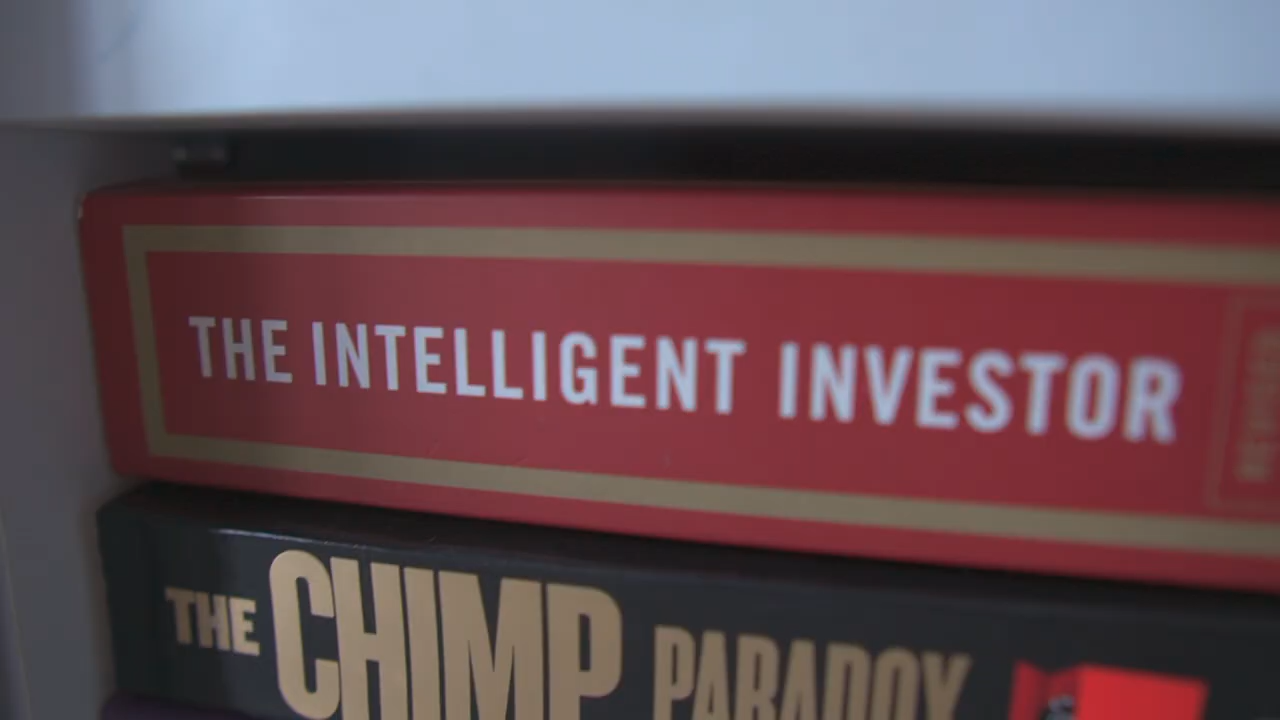 THE INTELLIGENT INVESTOR
THE CHIMP PARADOX